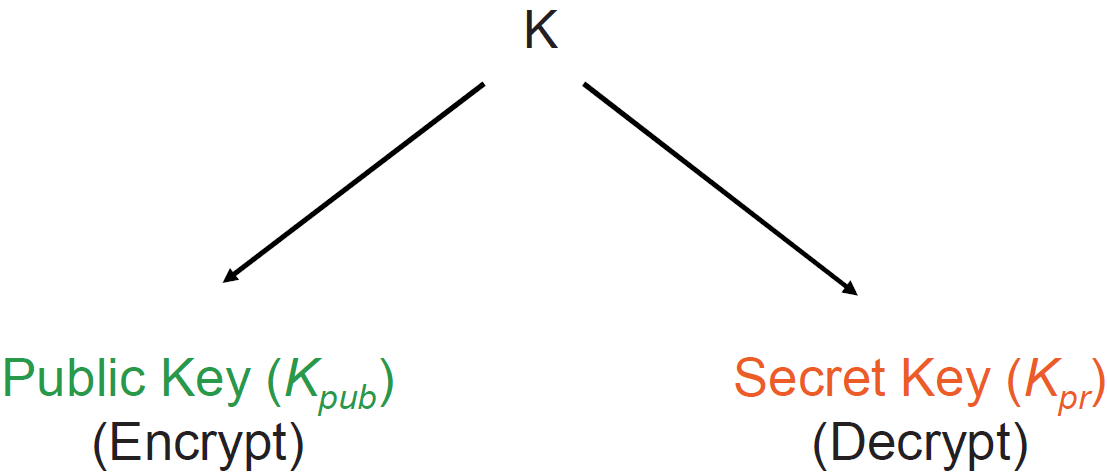 K
Public Key (Kpub)
(Encrypt)
Secret Key (Kpr)
(Decrypt)